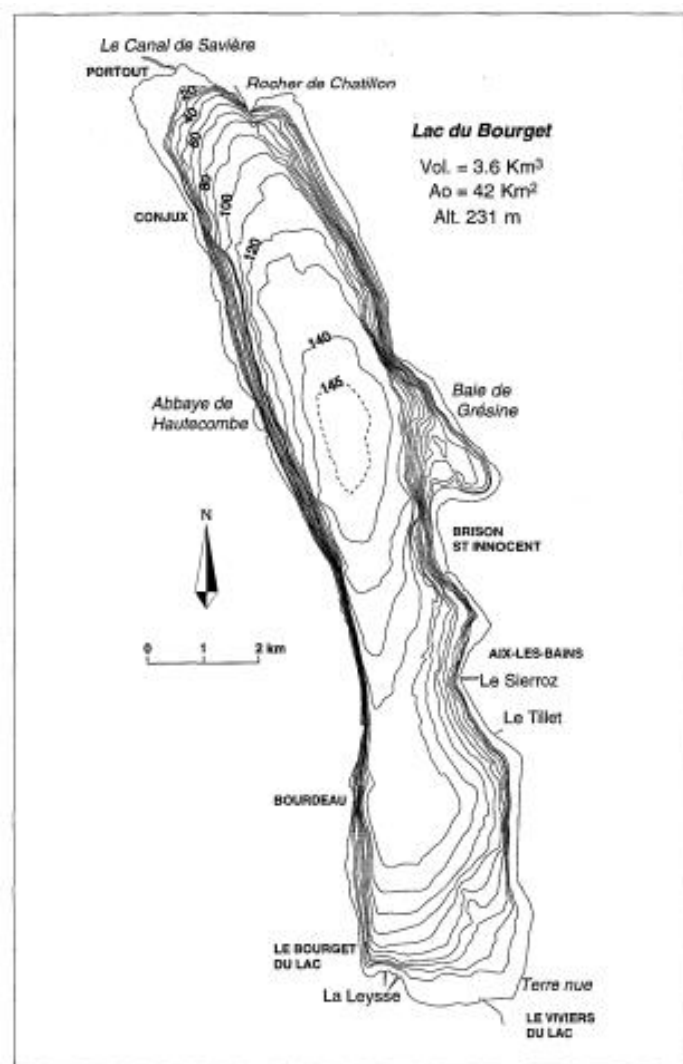 Le Canal de Savière
PORTOUT
Rocher de Chatillon
Lac du Bourget
Vol. = 3.6 Km³
Ao = 42 Km²
Alt. 231 m
20
40
60
80
100
120
CONJUX
140
145
Abbaye de
Hautecombe
Baie de
Grésine
N
BRISON
ST INNOCENT
0 1 2 km
AIX-LES-BAINS
Le Sierroz
Le Tillet
BOURDEAU
LE BOURGET
DU LAC
La Leysse
Terre nue
LE VIVIERS
DU LAC